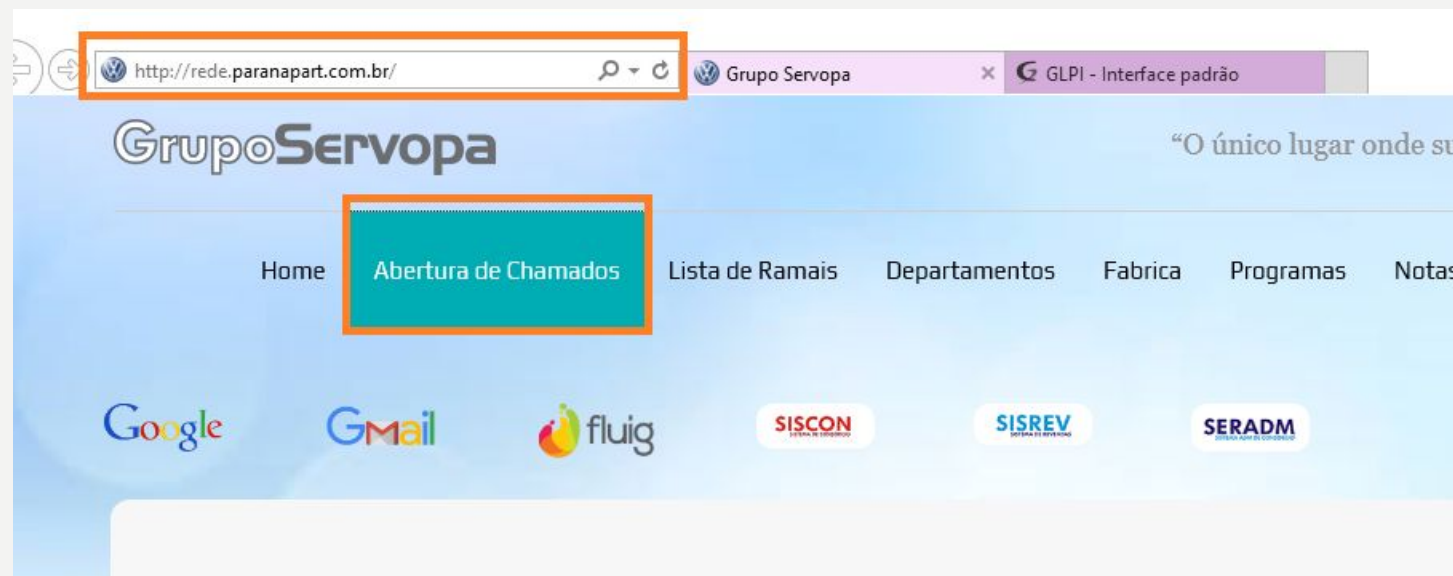 http://rede.paranapart.com.br/ Grupo Servopa GLPI - Interface padrão
GrupoServopa
“O único lugar onde su
Home Abertura de Chamados Lista de Ramais Departamentos Fabrica Programas Notas
Google GMail fluig SISCON SISREV SERADM